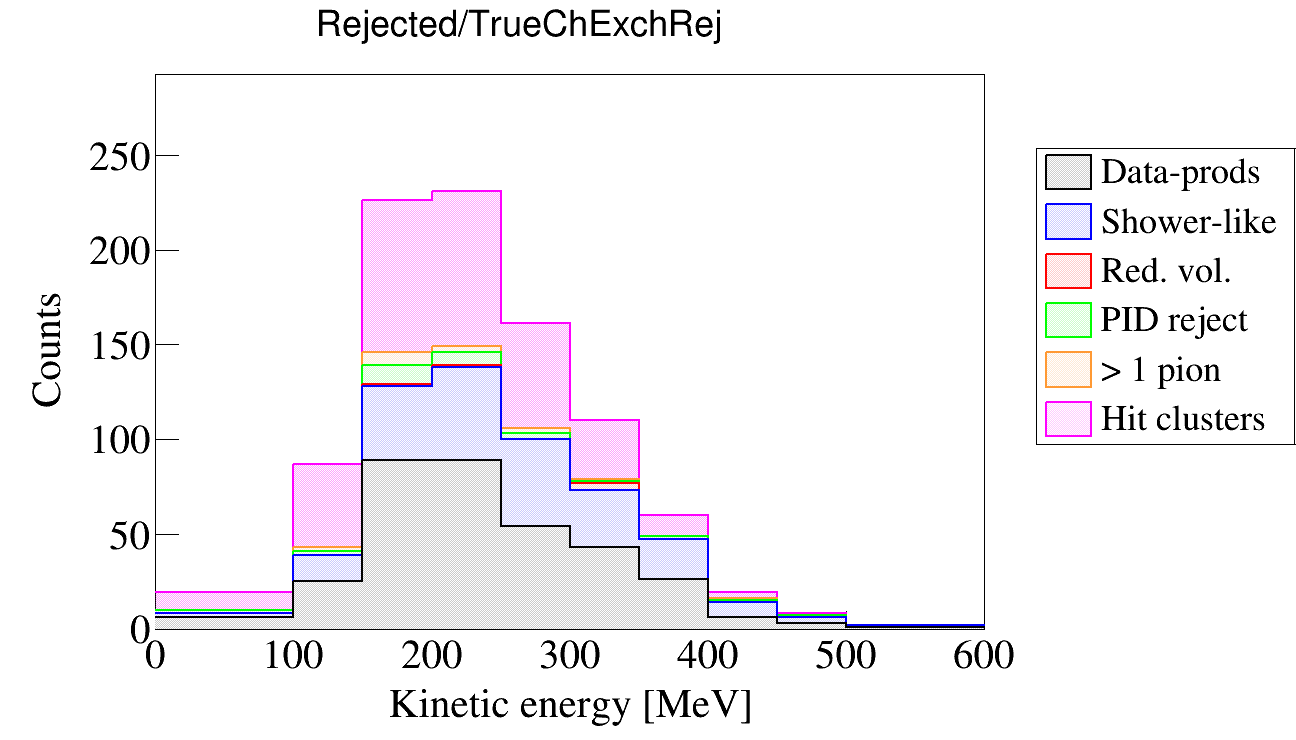 Rejected/TrueChExchRej
250
200
150
100
50
0
0 100 200 300 400 500 600
Counts
Kinetic energy [MeV]
Data-prods
Shower-like
Red. vol.
PID reject
> 1 pion
Hit clusters